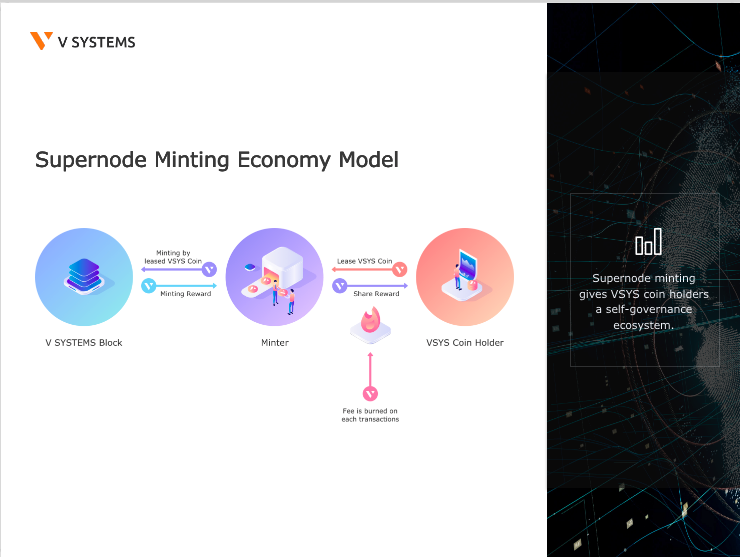 V SYSTEMS
Supernode Minting Economy Model
Minting by
leased VSYS Coin
Minting Reward
Lease VSYS Coin
Share Reward
V SYSTEMS Block
Minter
VSYS Coin Holder
Fee is burned on
each transactions
Supernode minting
gives VSYS coin holders
a self-governance
ecosystem.